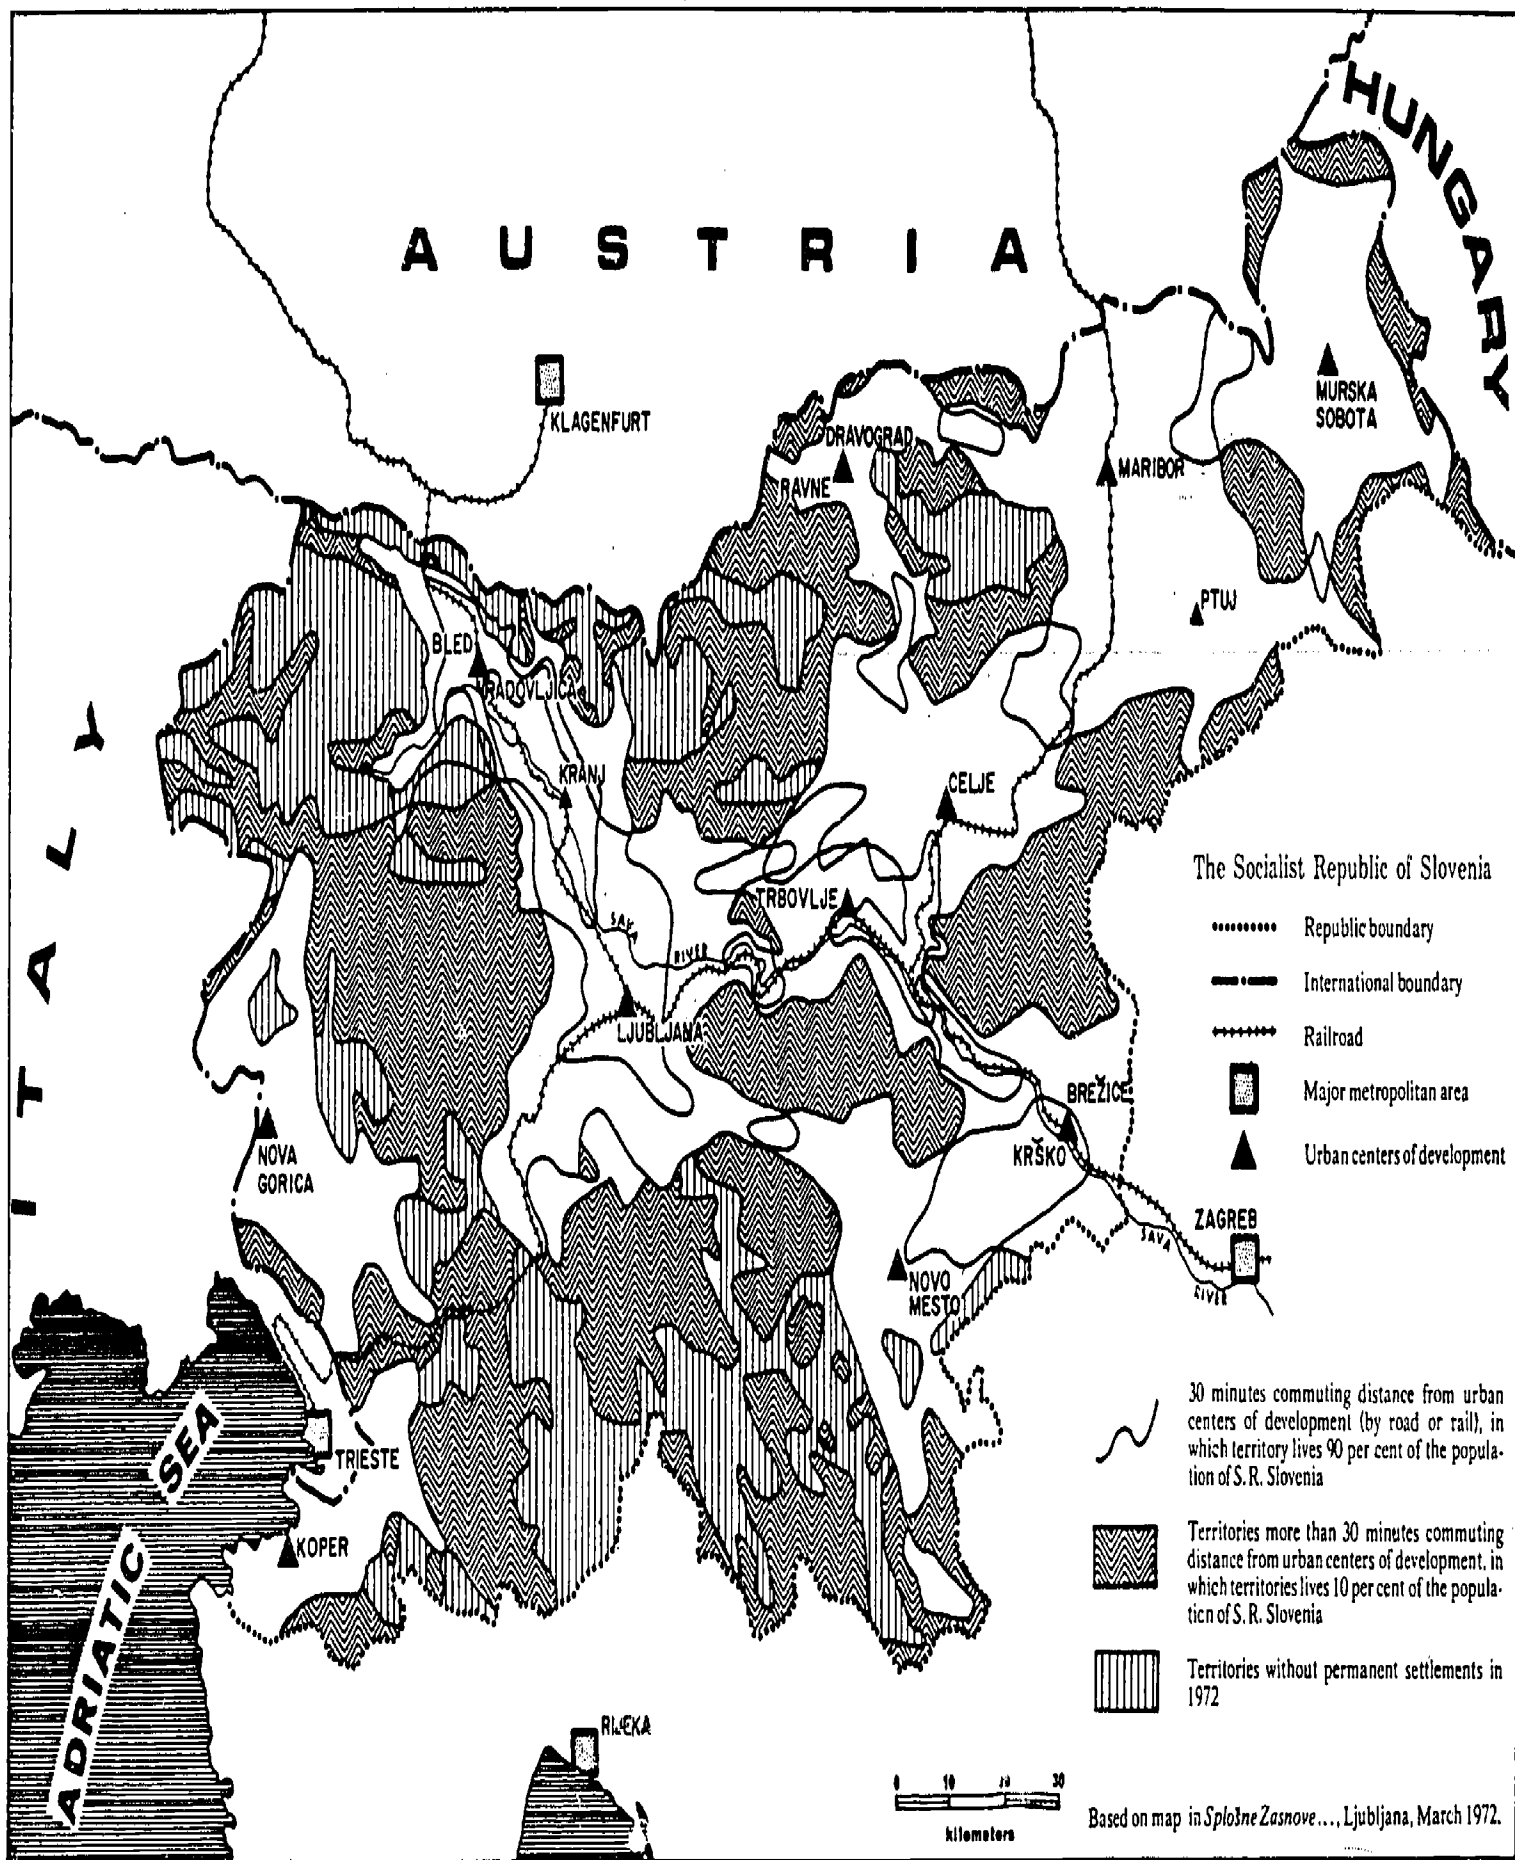 HUNGARY
AUSTRIA
KLAGENFURT
MURSKA
SOBOTA
DRAVOGRAD
RAVNE
MARIBOR
PTUJ
BLED
RADOVLJICA
ITALY
KRANJ
CELJE
TRBOVLJE
SAVA
RIVER
LJUBLJANA
BREŽICE
KRŠKO
NOVA
GORICA
ZAGREB
SAVA
RIVER
NOVO
MESTO
TRIESTE
KOPER
ADRIATIC SEA
RIJEKA
The Socialist Republic of Slovenia
Republic boundary
International boundary
Railroad
Major metropolitan area
Urban centers of development
30 minutes commuting distance from urban
centers of development (by road or rail), in
which territory lives 90 per cent of the popula-
tion of S. R. Slovenia
Territories more than 30 minutes commuting
distance from urban centers of development, in
which territories lives 10 per cent of the popula-
tion of S. R. Slovenia
Territories without permanent settlements in
1972
0 10 20 30
kilometers
Based on map in Splošne Zasnove..., Ljubljana, March 1972.